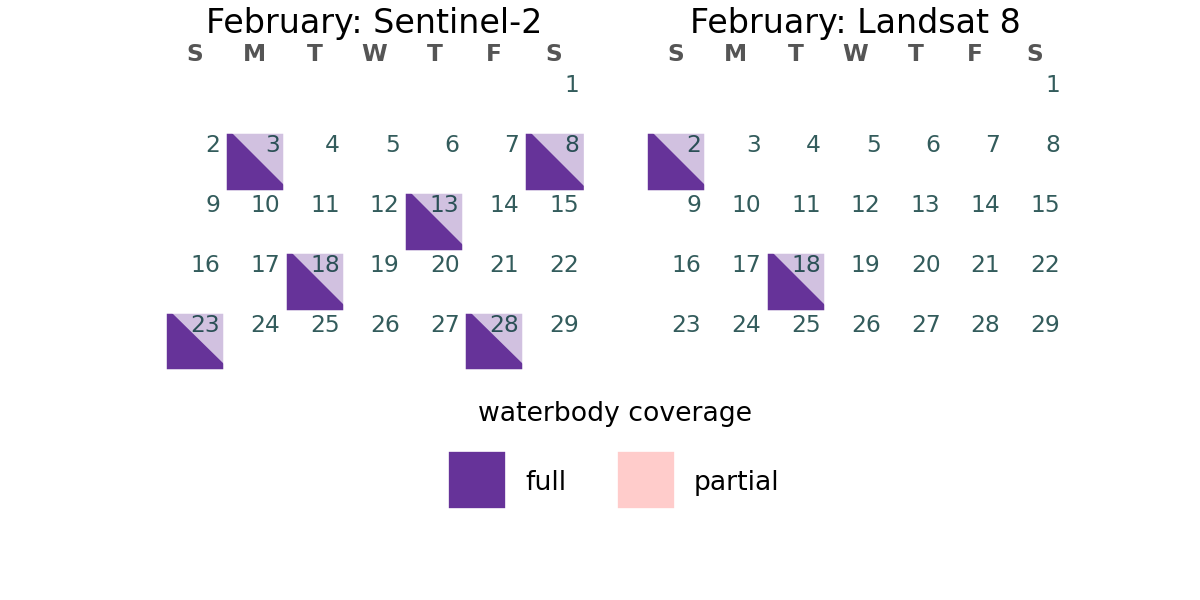 February: Sentinel-2
S M T W T F S
1
2 3 4 5 6 7 8
9 10 11 12 13 14 15
16 17 18 19 20 21 22
23 24 25 26 27 28 29
February: Landsat 8
S M T W T F S
1
2 3 4 5 6 7 8
9 10 11 12 13 14 15
16 17 18 19 20 21 22
23 24 25 26 27 28 29
waterbody coverage
full partial